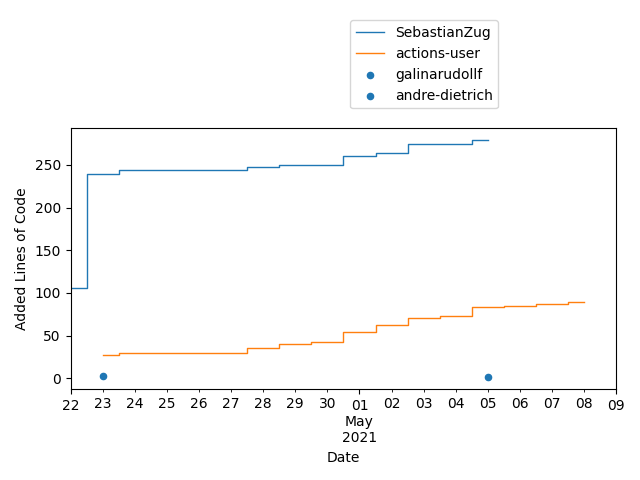 SebastianZug
actions-user
galinarudollf
andre-dietrich
Added Lines of Code
250
200
150
100
50
0
22 23 24 25 26 27 28 29 30 01 02 03 04 05 06 07 08 09
May
2021
Date